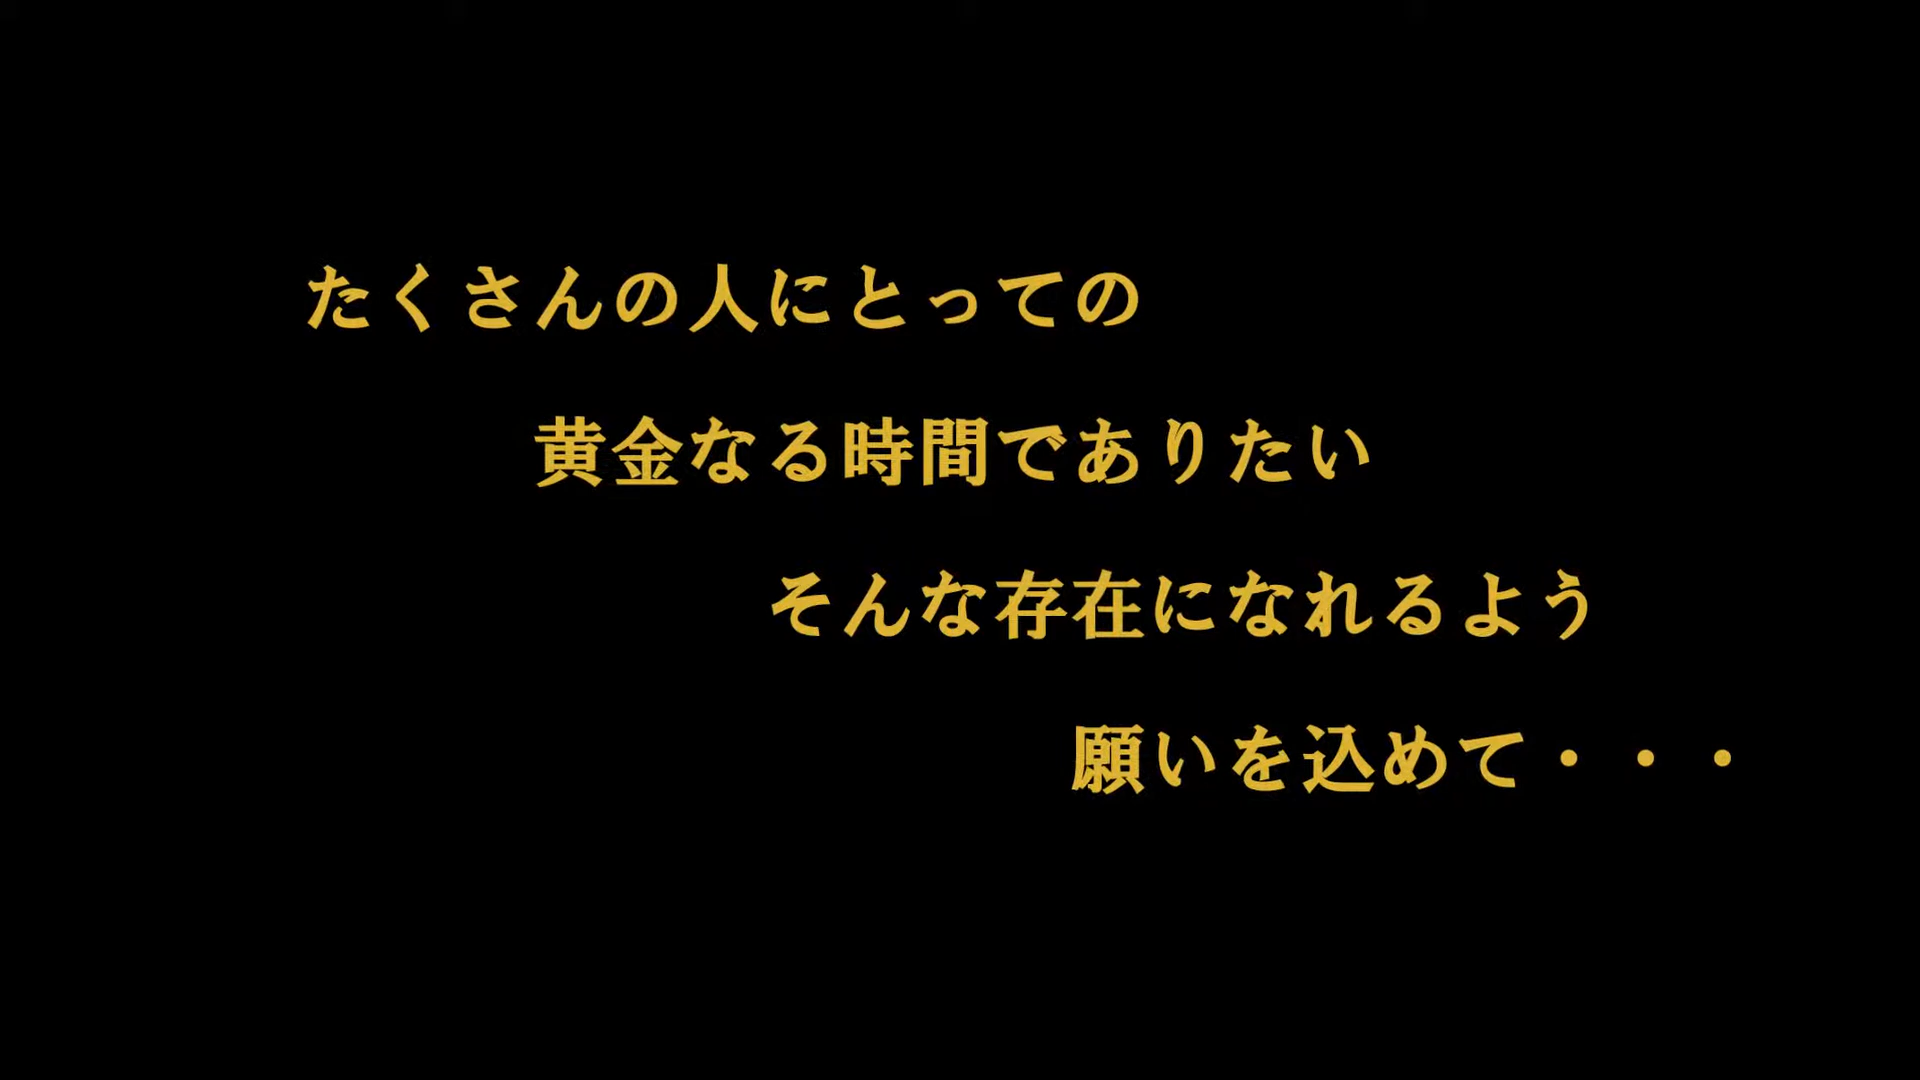 たくさんの人にとっての
黄金なる時間でありたい
そんな存在になれるよう
願いを込めて・・・